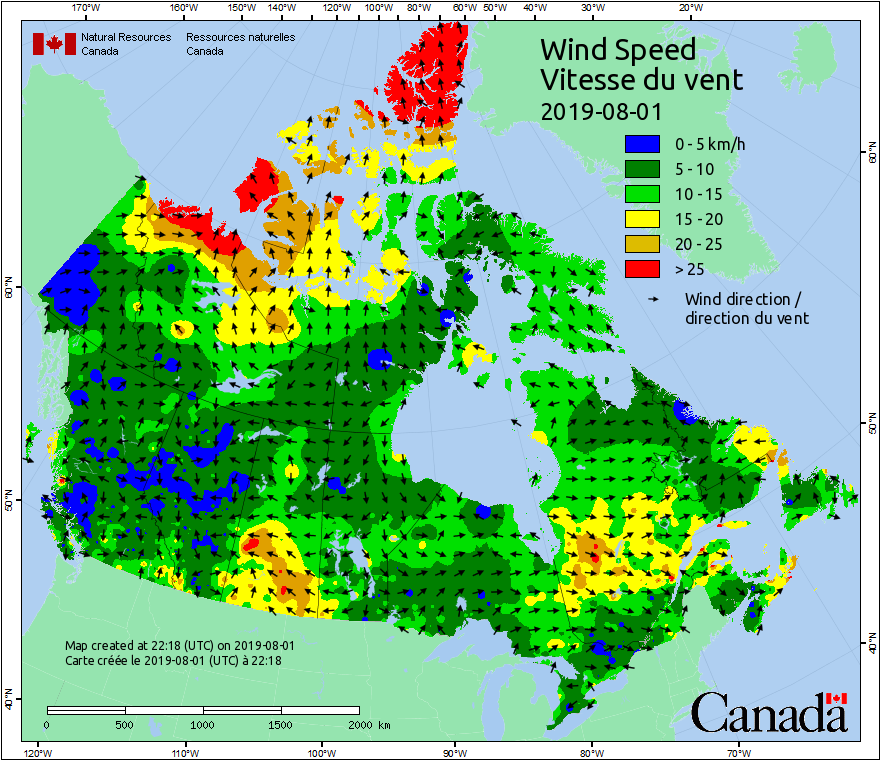 170°W 160°W 150°W 140°W 130°W 120°W 110°W 100°W 90°W 80°W 70°W 60°W 50°W 40°W 30°W 20°W
Natural Resources Canada
Ressources naturelles Canada
Wind Speed
Vitesse du vent
2019-08-01
0 - 5 km/h
5 - 10
10 - 15
15 - 20
20 - 25
> 25
Wind direction /
direction du vent
60°N
60°N
50°N
50°N
40°N
40°N
Map created at 22:18 (UTC) on 2019-08-01
Carte créée le 2019-08-01 (UTC) à 22:18
0 500 1000 1500 2000 km
Canada
120°W 110°W 100°W 90°W 80°W 70°W